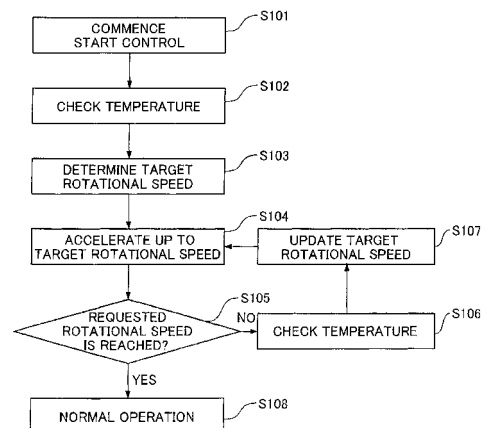 COMMENCE
START CONTROL
S101
CHECK TEMPERATURE
S102
DETERMINE TARGET
ROTATIONAL SPEED
S103
ACCELERATE UP TO
TARGET ROTATIONAL SPEED
S104
UPDATE TARGET
ROTATIONAL SPEED
S107
REQUESTED
ROTATIONAL SPEED
IS REACHED?
S105
NO
CHECK TEMPERATURE
S106
YES
NORMAL OPERATION
S108